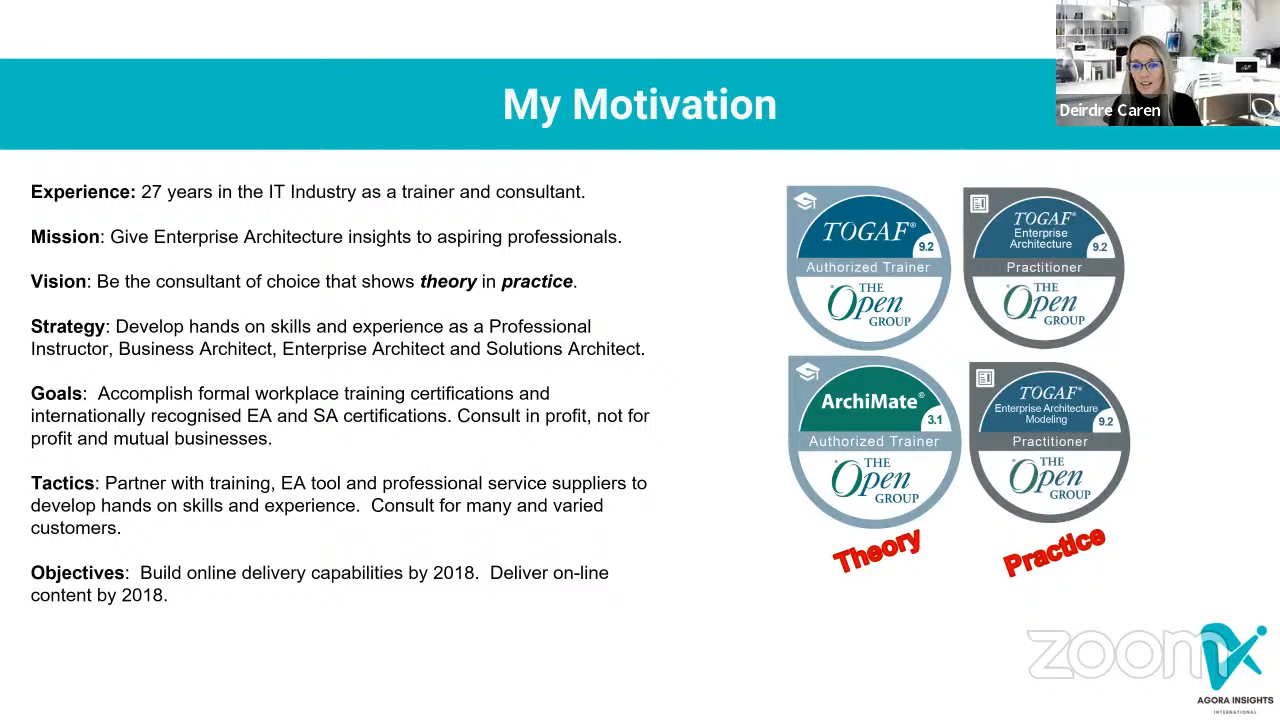 My Motivation
Deirdre Caren
Experience: 27 years in the IT Industry as a trainer and consultant.
Mission: Give Enterprise Architecture insights to aspiring professionals.
Vision: Be the consultant of choice that shows theory in practice.
Strategy: Develop hands on skills and experience as a Professional
Instructor, Business Architect, Enterprise Architect and Solutions Architect.
Goals:  Accomplish formal workplace training certifications and
internationally recognised EA and SA certifications. Consult in profit, not for
profit and mutual businesses.
Tactics: Partner with training, EA tool and professional service suppliers to
develop hands on skills and experience.  Consult for many and varied
customers.
Objectives:  Build online delivery capabilities by 2018.  Deliver on-line
content by 2018.
TOGAF®
9.2
Authorized Trainer
THE
Open
GROUP
TOGAF®
Enterprise
Architecture
9.2
Practitioner
THE
Open
GROUP
ArchiMate®
3.1
Authorized Trainer
THE
Open
GROUP
TOGAF®
Enterprise Architecture
Modeling
9.2
Practitioner
THE
Open
GROUP
Theory
Practice
zoom
AGORA INSIGHTS
INTERNATIONAL